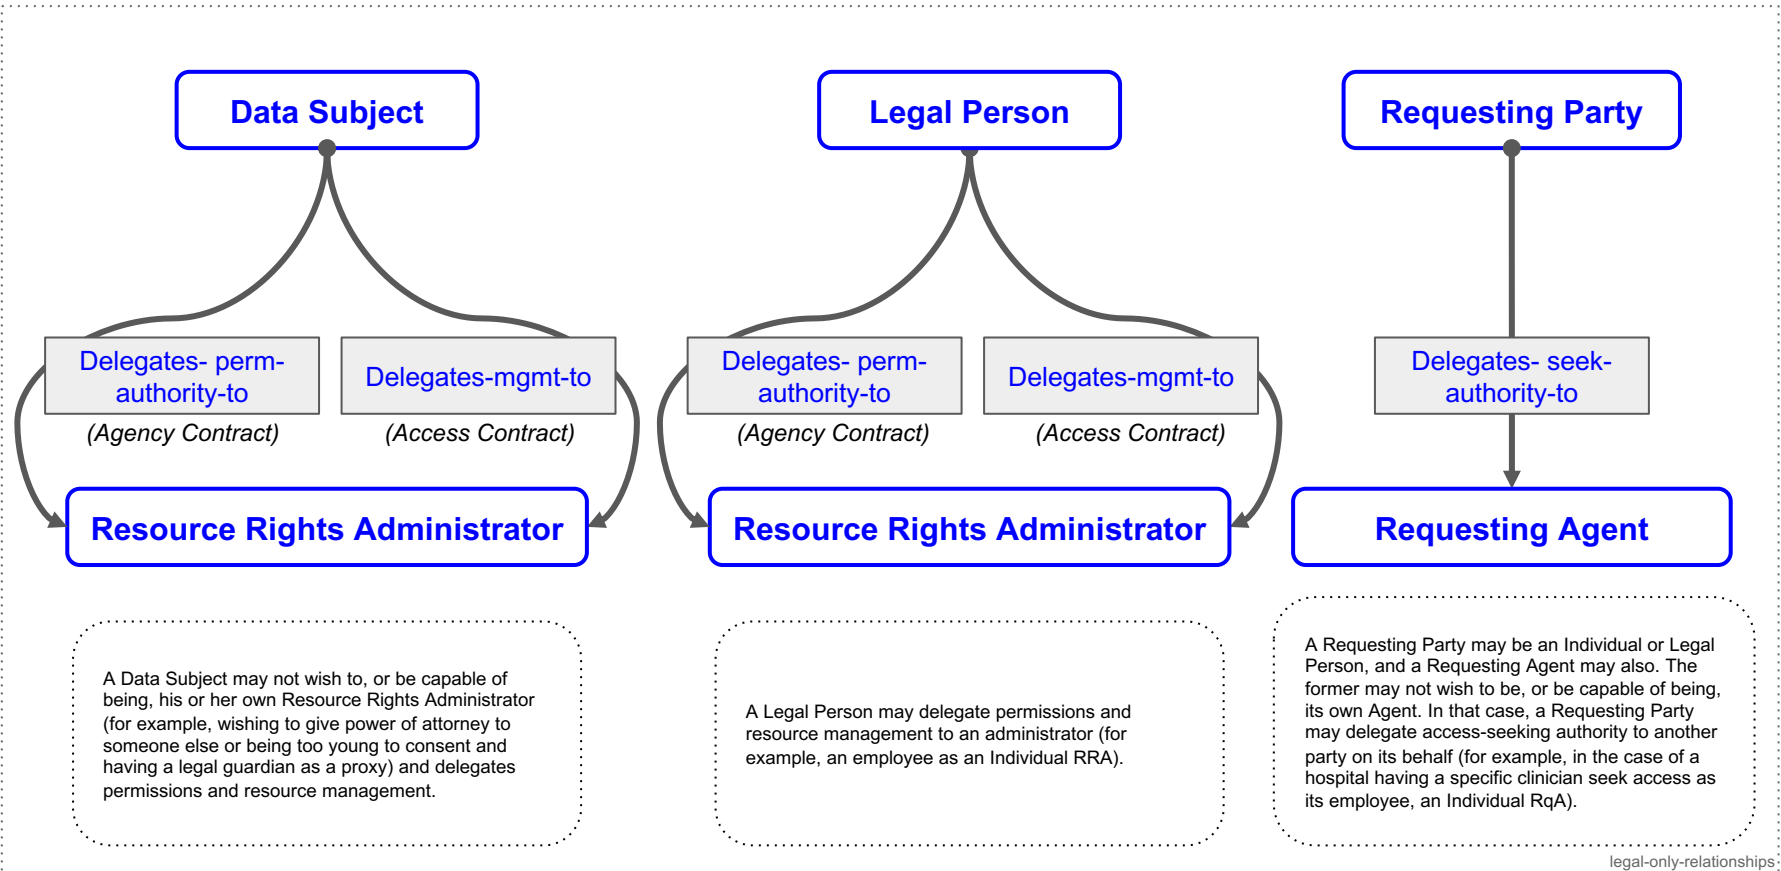 Data Subject
Legal Person
Requesting Party
Delegates- perm-
authority-to
Delegates-mgmt-to
Delegates- perm-
authority-to
Delegates-mgmt-to
Delegates- seek-
authority-to
(Agency Contract)
(Access Contract)
(Agency Contract)
(Access Contract)
Resource Rights Administrator
Resource Rights Administrator
Requesting Agent
A Data Subject may not wish to, or be capable of
being, his or her own Resource Rights Administrator
(for example, wishing to give power of attorney to
someone else or being too young to consent and
having a legal guardian as a proxy) and delegates
permissions and resource management.
A Legal Person may delegate permissions and
resource management to an administrator (for
example, an employee as an Individual RRA).
A Requesting Party may be an Individual or Legal
Person, and a Requesting Agent may also. The
former may not wish to be, or be capable of being,
its own Agent. In that case, a Requesting Party
may delegate access-seeking authority to another
party on its behalf (for example, in the case of a
hospital having a specific clinician seek access as
its employee, an Individual RqA).
legal-only-relationships